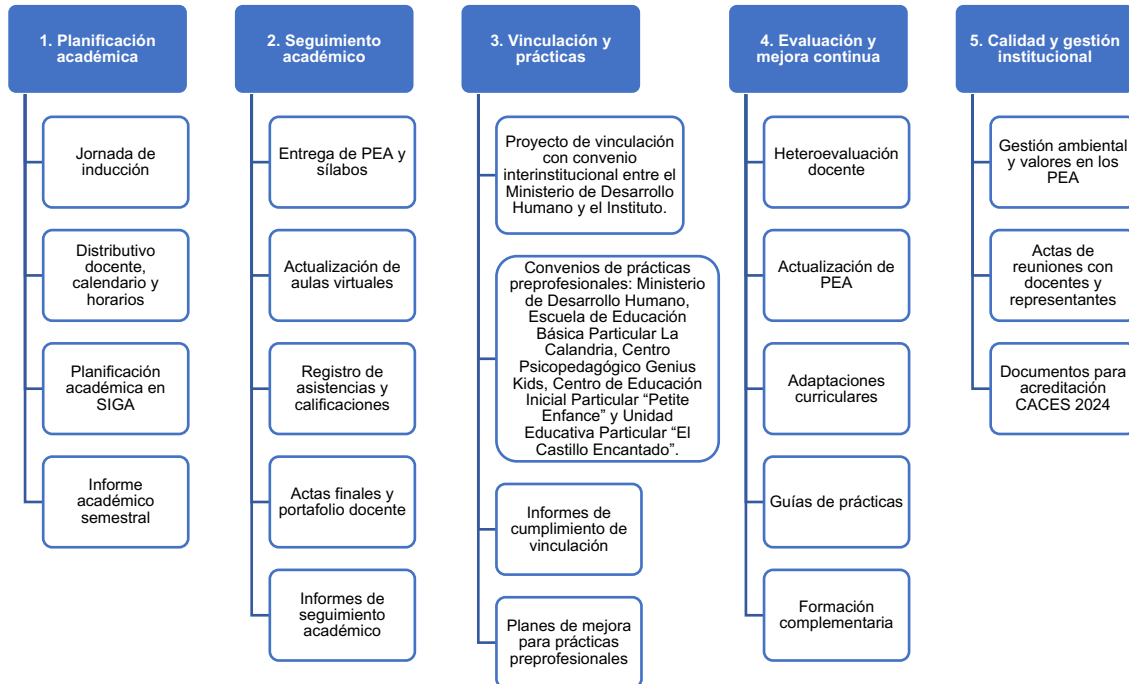 1. Planificación
académica
Jornada de
inducción
Distributivo
docente,
calendario y
horarios
Planificación
académica en
SIGA
Informe
académico
semestral
2. Seguimiento
académico
Entrega de PEA y
sílabos
Actualización de
aulas virtuales
Registro de
asistencias y
calificaciones
Actas finales y
portafolio docente
Informes de
seguimiento
académico
3. Vinculación y
prácticas
Proyecto de vinculación
con convenio
interinstitucional entre el
Ministerio de Desarrollo
Humano y el Instituto.
Convenios de prácticas
preprofesionales: Ministerio
de Desarrollo Humano,
Escuela de Educación
Básica Particular La
Calandria, Centro
Psicopedagógico Genius
Kids, Centro de Educación
Inicial Particular “Petite
Enfance” y Unidad
Educativa Particular “El
Castillo Encantado”.
Informes de
cumplimiento de
vinculación
Planes de mejora
para prácticas
preprofesionales
4. Evaluación y
mejora continua
Heteroevaluación
docente
Actualización de
PEA
Adaptaciones
curriculares
Guías de prácticas
Formación
complementaria
5. Calidad y gestión
institucional
Gestión ambiental
y valores en los
PEA
Actas de
reuniones con
docentes y
representantes
Documentos para
acreditación
CACES 2024